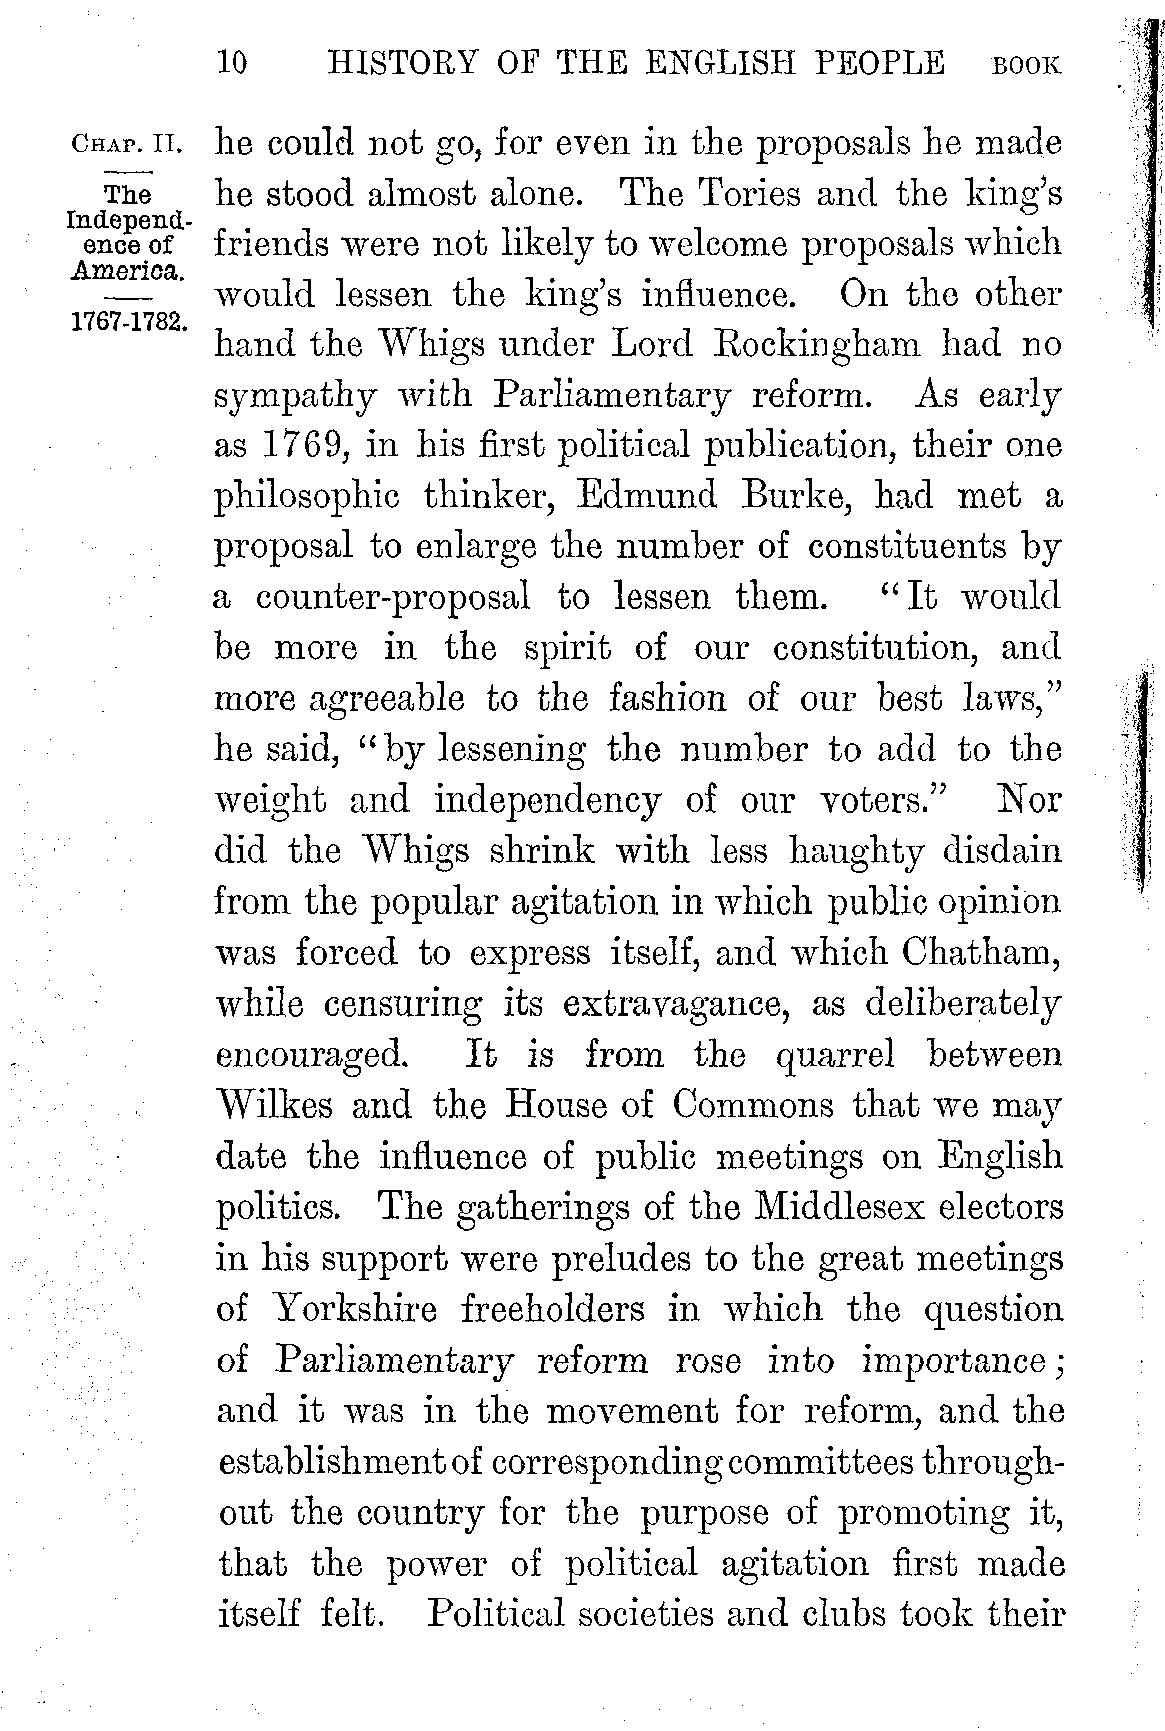 10 HISTORY OF THE ENGLISH PEOPLE BOOK
CHAP. II.
The
Independ-
ence of
America.
1767-1782.
he could not go, for even in the proposals he made
he stood almost alone. The Tories and the king's
friends were not likely to welcome proposals which
would lessen the king's influence. On the other
hand the Whigs under Lord Rockingham had no
sympathy with Parliamentary reform. As early
as 1769, in his first political publication, their one
philosophic thinker, Edmund Burke, had met a
proposal to enlarge the number of constituents by
a counter-proposal to lessen them. "It would
be more in the spirit of our constitution, and
more agreeable to the fashion of our best laws,"
he said, "by lessening the number to add to the
weight and independency of our voters." Nor
did the Whigs shrink with less haughty disdain
from the popular agitation in which public opinion
was forced to express itself, and which Chatham,
while censuring its extravagance, as deliberately
encouraged. It is from the quarrel between
Wilkes and the House of Commons that we may
date the influence of public meetings on English
politics. The gatherings of the Middlesex electors
in his support were preludes to the great meetings
of Yorkshire freeholders in which the question
of Parliamentary reform rose into importance;
and it was in the movement for reform, and the
establishment of corresponding committees through-
out the country for the purpose of promoting it,
that the power of political agitation first made
itself felt. Political societies and clubs took their